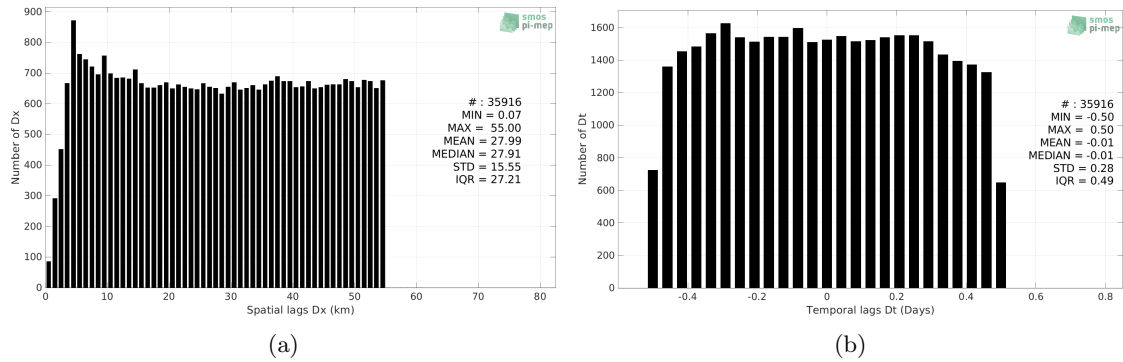 900
800
700
600
500
400
300
200
100
0
Number of Dx
0 10 20 30 40 50 60 70 80
Spatial lags Dx (km)
smos
pi-mep
# : 35916
MIN = 0.07
MAX = 55.00
MEAN = 27.99
MEDIAN = 27.91
STD = 15.55
IQR = 27.21
(a)
1600
1400
1200
1000
800
600
400
200
0
Number of Dt
-0.4 -0.2 0 0.2 0.4 0.6 0.8
Temporal lags Dt (Days)
smos
pi-mep
# : 35916
MIN = -0.50
MAX = 0.50
MEAN = -0.01
MEDIAN = -0.01
STD = 0.28
IQR = 0.49
(b)